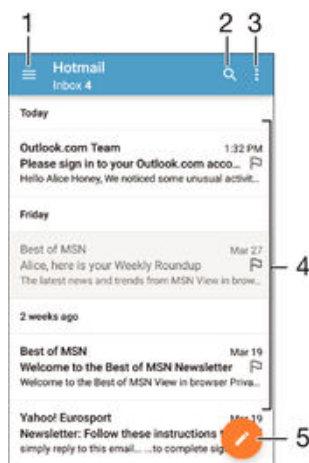 1 2 3
Hotmail
Inbox 4
Today
Outlook.com Team 1:32 PM
Please sign in to your Outlook.com acco...
Hello Alice Honey, We noticed some unusual activit...
Friday
Best of MSN Mar 27
Alice, here is your Weekly Roundup
The latest news and trends from MSN View in brow...
4
2 weeks ago
Best of MSN Mar 19
Welcome to the Best of MSN Newsletter
Welcome to the Best of MSN View in browser Priva...
Yahoo! Eurosport Mar 19
Newsletter: Follow these instructions
5
simply reply to this email... ...to complete